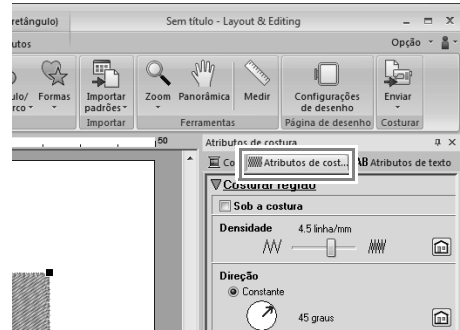 retângulo) Sem título - Layout & Editing
utos Opção
ulo/ Formas Importar padrões Zoom Panorâmica Medir Configurações de desenho Enviar
rco
Importar Ferramentas Página de desenho Costurar
50
Atributos de costura
Co Atributos de cost... AB Atributos de texto
Costurar região
Sob a costura
Densidade 4.5 linha/mm
Direção
Constante
45 graus